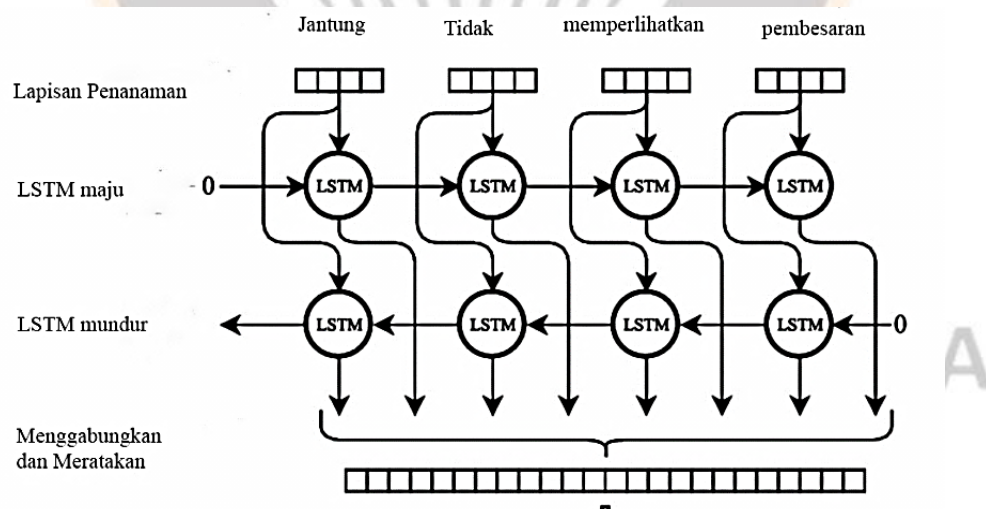 Jantung Tidak memperlihatkan pembesaran
Lapisan Penanaman
LSTM maju
0 LSTM LSTM LSTM LSTM
LSTM mundur
LSTM LSTM LSTM LSTM 0
Menggabungkan
dan Meratakan
A